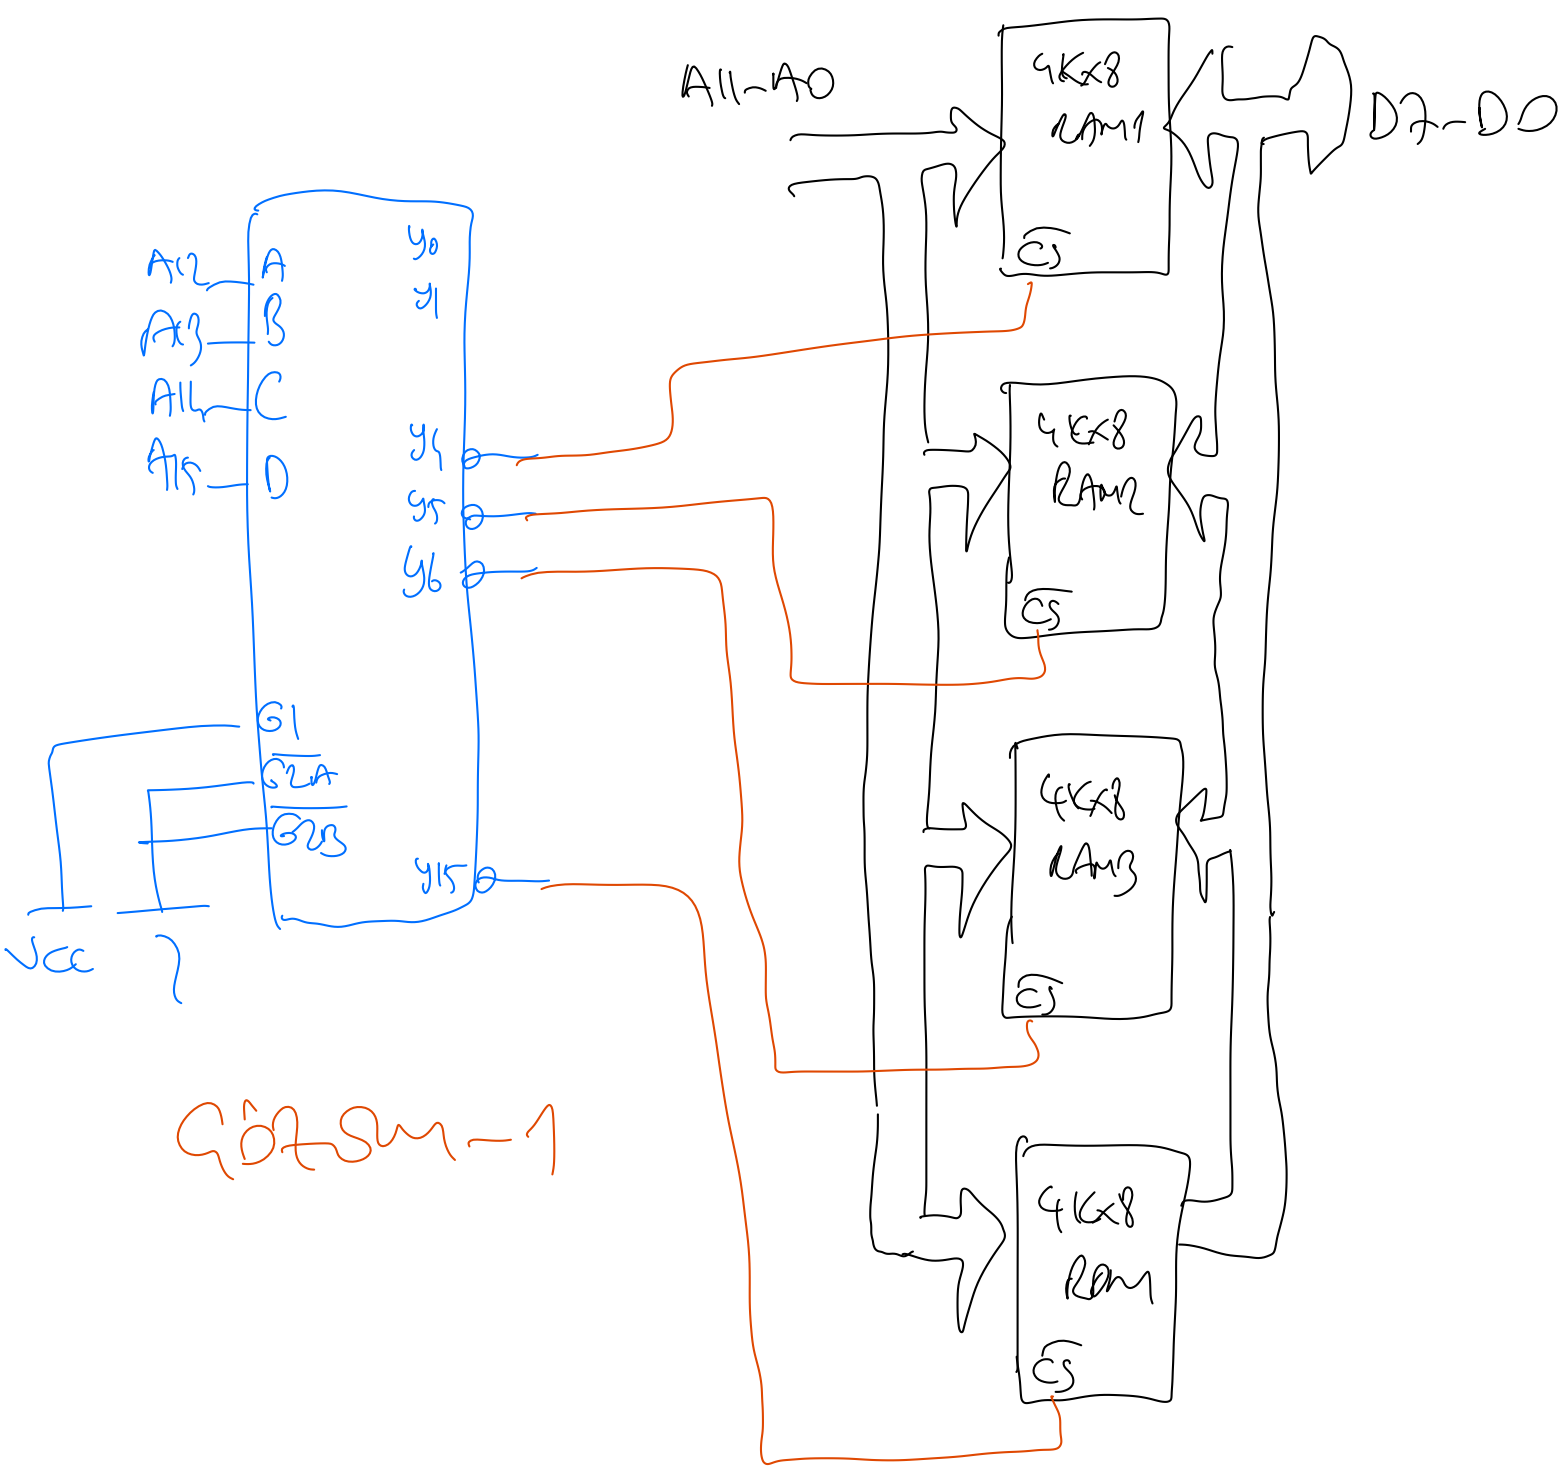 A11-A0
4Kx8
RAM1
CS
D7-D0
A12
A13
A14
A15
A
B
C
D
y0
y1
y4
y5
y6
y15
G1
G2A
G2B
VCC
4Kx8
RAM2
CS
4Kx8
RAM3
CS
4Kx8
ROM
CS
ÇÖZÜM-1